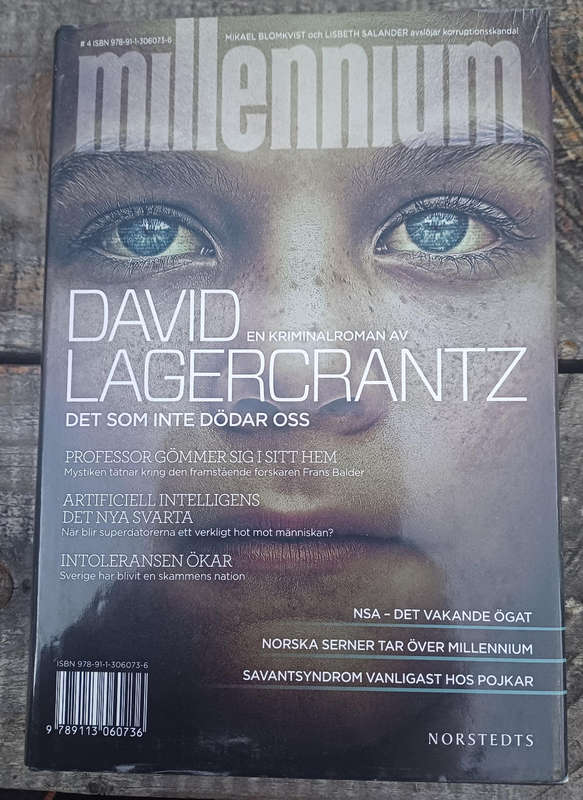 # 4 ISBN 978-91-1-306073-6
MIKAEL BLOMKVIST och LISBETH SALANDER avslöjar korruptionsskandal
millennium
DAVID
EN KRIMINALROMAN AV
LAGERCRANTZ
DET SOM INTE DÖDAR OSS
PROFESSOR GÖMMER SIG I SITT HEM
Mystiken tätnar kring den framstående forskaren Frans Balder
ARTIFICIELL INTELLIGENS
DET NYA SVARTA
När blir superdatorerna ett verkligt hot mot människan?
INTOLERANSEN ÖKAR
Sverige har blivit en skammens nation
NSA – DET VAKANDE ÖGAT
NORSKA SERNER TAR ÖVER MILLENNIUM
SAVANTSYNDROM VANLIGAST HOS POJKAR
ISBN 978-91-1-306073-6
9 789113 060736
NORSTEDTS